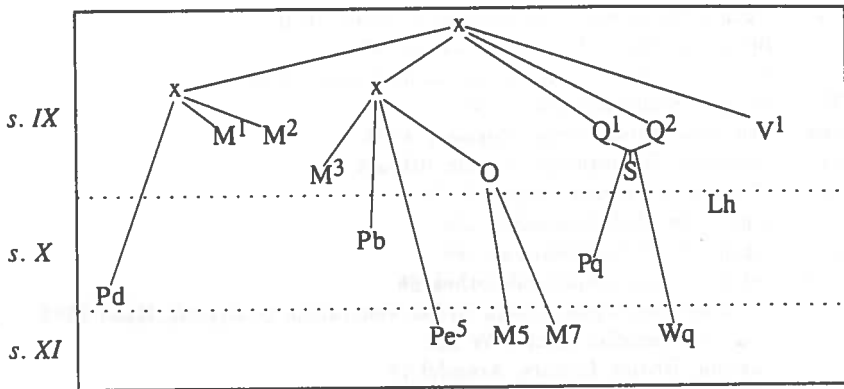 x
x x
s. IX M¹ M² Q¹ Q² V¹
M³ O S
Lh
Pb
s. X Pq
Pd
Pe⁵ M5 M7 Wq
s. XI